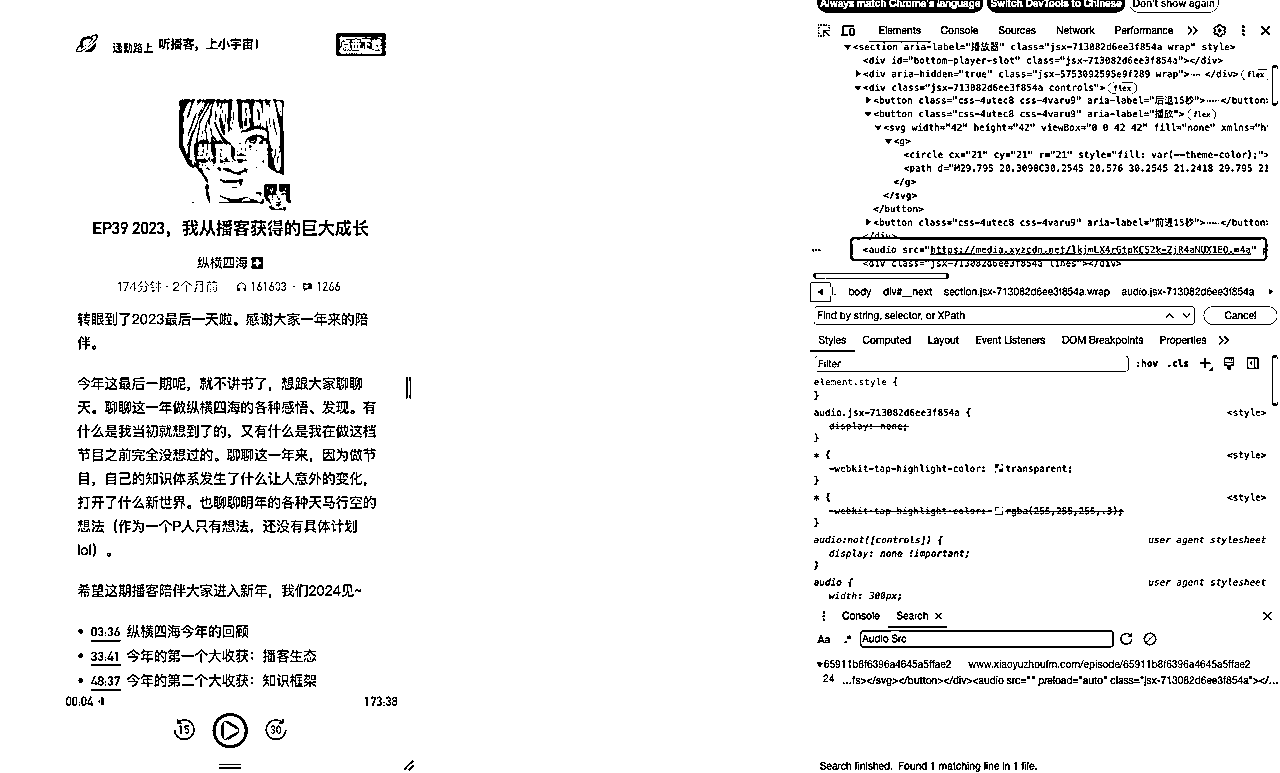 通勤路上 听播客，上小宇宙!
点击下载
纵横四海
EP39 2023，我从播客获得的巨大成长
纵横四海
174分钟 · 2个月前 161603 · 1266
转眼到了2023最后一天啦。感谢大家一年来的陪
伴。
今年这最后一期呢，就不讲书了，想跟大家聊聊
天。聊聊这一年做纵横四海的各种感悟、发现。有
什么是我当初就想到了的，又有什么是我在做这档
节目之前完全没想过的。聊聊这一年来，因为做节
目，自己的知识体系发生了什么让人意外的变化，
打开了什么新世界。也聊聊明年的各种天马行空的
想法（作为一个P人只有想法，还没有具体计划
lol）。
希望这期播客陪伴大家进入新年，我们2024见~
• 03:36 纵横四海今年的回顾
• 33:41 今年的第一个大收获：播客生态
• 48:37 今年的第二个大收获：知识框架
00:04 173:38
15 30
Always match Chrome's language Switch DevTools to Chinese Don't show again
Elements Console Sources Network Performance
<section aria-label="播放器" class="jsx-713082d6ee3f854a wrap" style>
<div id="bottom-player-slot" class="jsx-713082d6ee3f854a"></div>
<div aria-hidden="true" class="jsx-5753092595e9f289 wrap">⋯ </div> flex
<div class="jsx-713082d6ee3f854a controls"> flex
<button class="css-4utec8 css-4varu9" aria-label="后退15秒">⋯</button>
<button class="css-4utec8 css-4varu9" aria-label="播放"> flex
<svg width="42" height="42" viewBox="0 0 42 42" fill="none" xmlns="h
<g>
<circle cx="21" cy="21" r="21" style="fill: var(--theme-color);">
<path d="M29.795 20.3098C30.2545 20.576 30.2545 21.2418 29.795 21
</g>
</svg>
</button>
<button class="css-4utec8 css-4varu9" aria-label="前进15秒">⋯</button>
</div>
<div class="jsx-713082d6ee3f854a lines"></div>
body div#__next section.jsx-713082d6ee3f854a.wrap audio.jsx-713082d6ee3f854a
Find by string, selector, or XPath Cancel
Styles Computed Layout Event Listeners DOM Breakpoints Properties
Filter :hov .cls
element.style {
}
audio.jsx-713082d6ee3f854a { <style>
display: none;
}
* { <style>
-webkit-tap-highlight-color: transparent;
}
* { <style>
-webkit-tap-highlight-color: rgba(255,255,255,.3);
}
audio:not([controls]) { user agent stylesheet
display: none !important;
}
audio { user agent stylesheet
width: 300px;
Console Search
Aa .* Audio Src
65911b8f6396a4645a5ffae2 www.xiaoyuzhoufm.com/episode/65911b8f6396a4645a5ffae2
24 ...fs></svg></button></div><audio src="" preload="auto" class="jsx-713082d6ee3f854a"></...
Search finished. Found 1 matching line in 1 file.